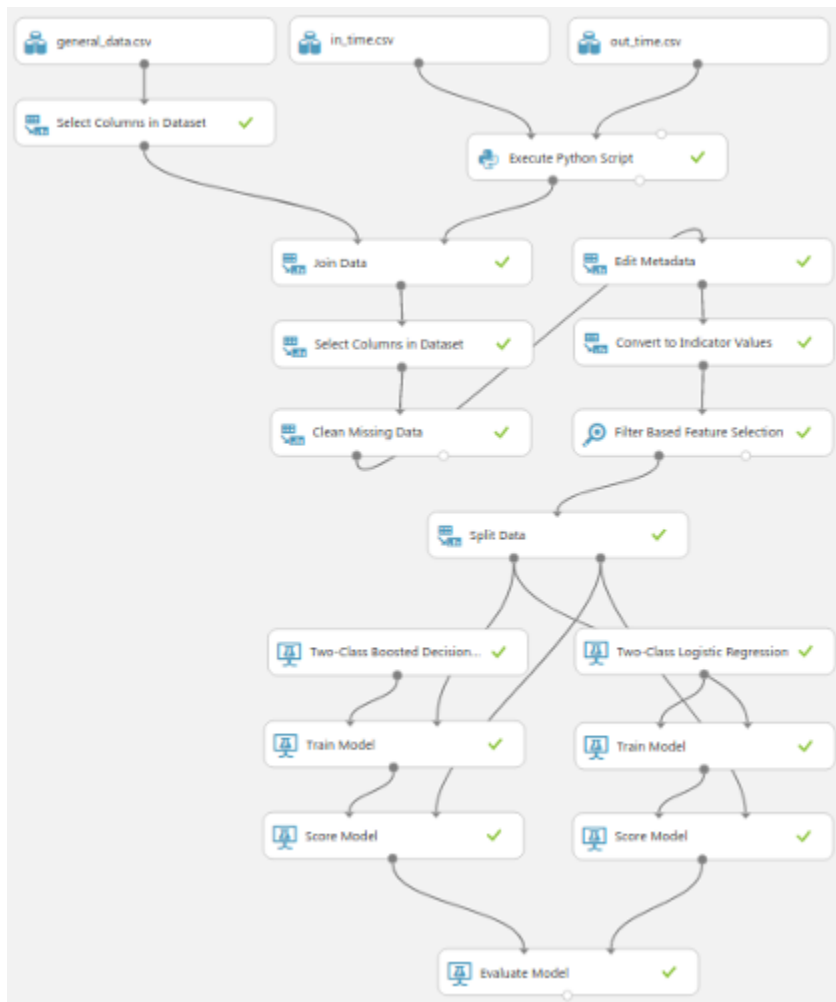 general_data.csv
in_time.csv
out_time.csv
Select Columns in Dataset
Execute Python Script
Join Data
Edit Metadata
Select Columns in Dataset
Convert to Indicator Values
Clean Missing Data
Filter Based Feature Selection
Split Data
Two-Class Boosted Decision...
Two-Class Logistic Regression
Train Model
Train Model
Score Model
Score Model
Evaluate Model